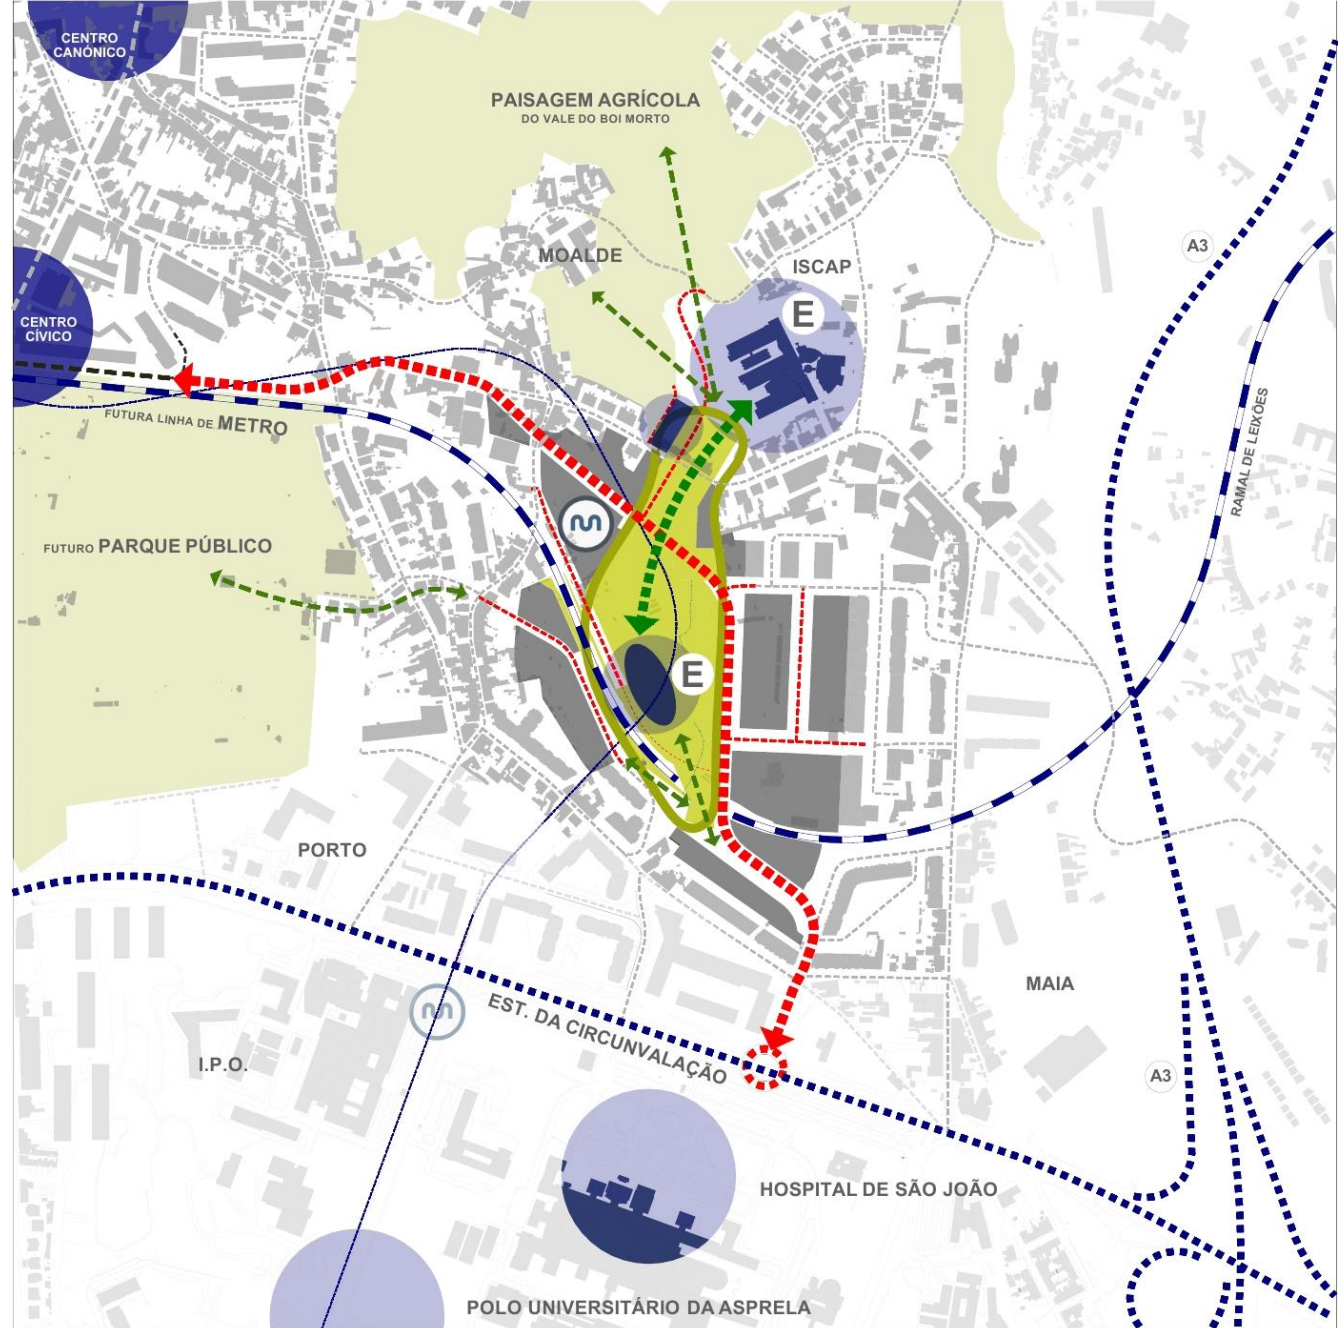 CENTRO
CANÓNICO
PAISAGEM AGRÍCOLA
DO VALE DO BOI MORTO
MOALDE
ISCAP
A3
E
CENTRO
CÍVICO
FUTURA LINHA DE METRO
RAMAL DE LEIXÕES
FUTURO PARQUE PÚBLICO
E
PORTO
MAIA
EST. DA CIRCUNVALAÇÃO
I.P.O.
A3
HOSPITAL DE SÃO JOÃO
POLO UNIVERSITÁRIO DA ASPRELA